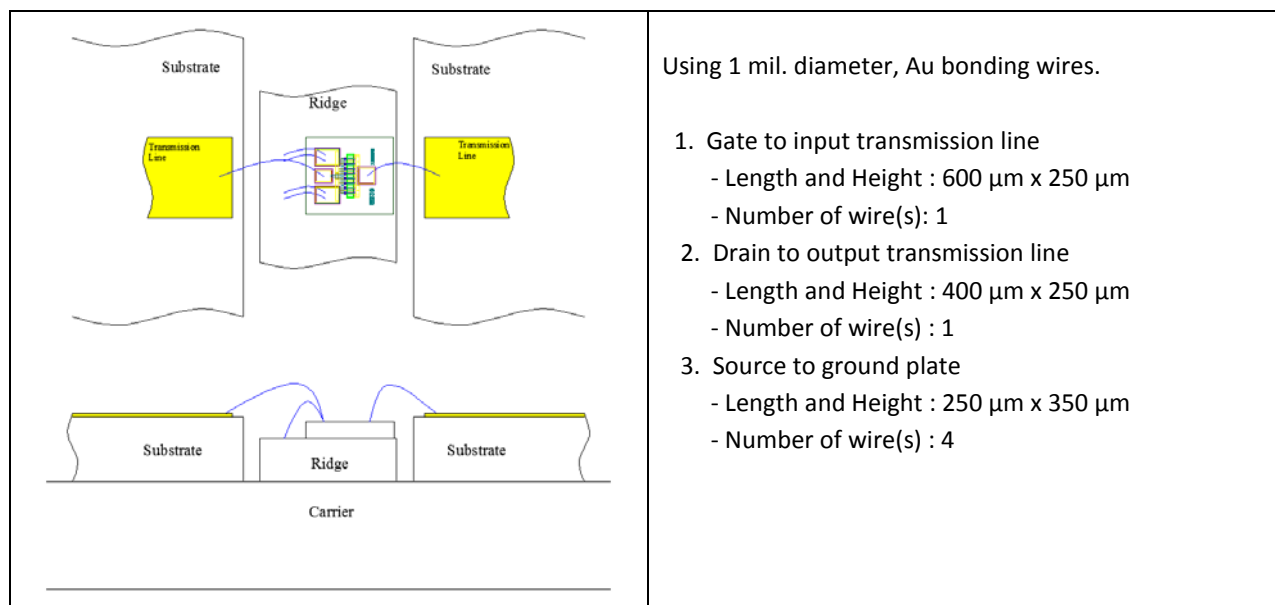 Substrate
Substrate
Ridge
Transmission
Line
Transmission
Line
Substrate
Ridge
Substrate
Carrier
Using 1 mil. diameter, Au bonding wires.
1. Gate to input transmission line
- Length and Height : 600 µm x 250 µm
- Number of wire(s): 1
2. Drain to output transmission line
- Length and Height : 400 µm x 250 µm
- Number of wire(s) : 1
3. Source to ground plate
- Length and Height : 250 µm x 350 µm
- Number of wire(s) : 4